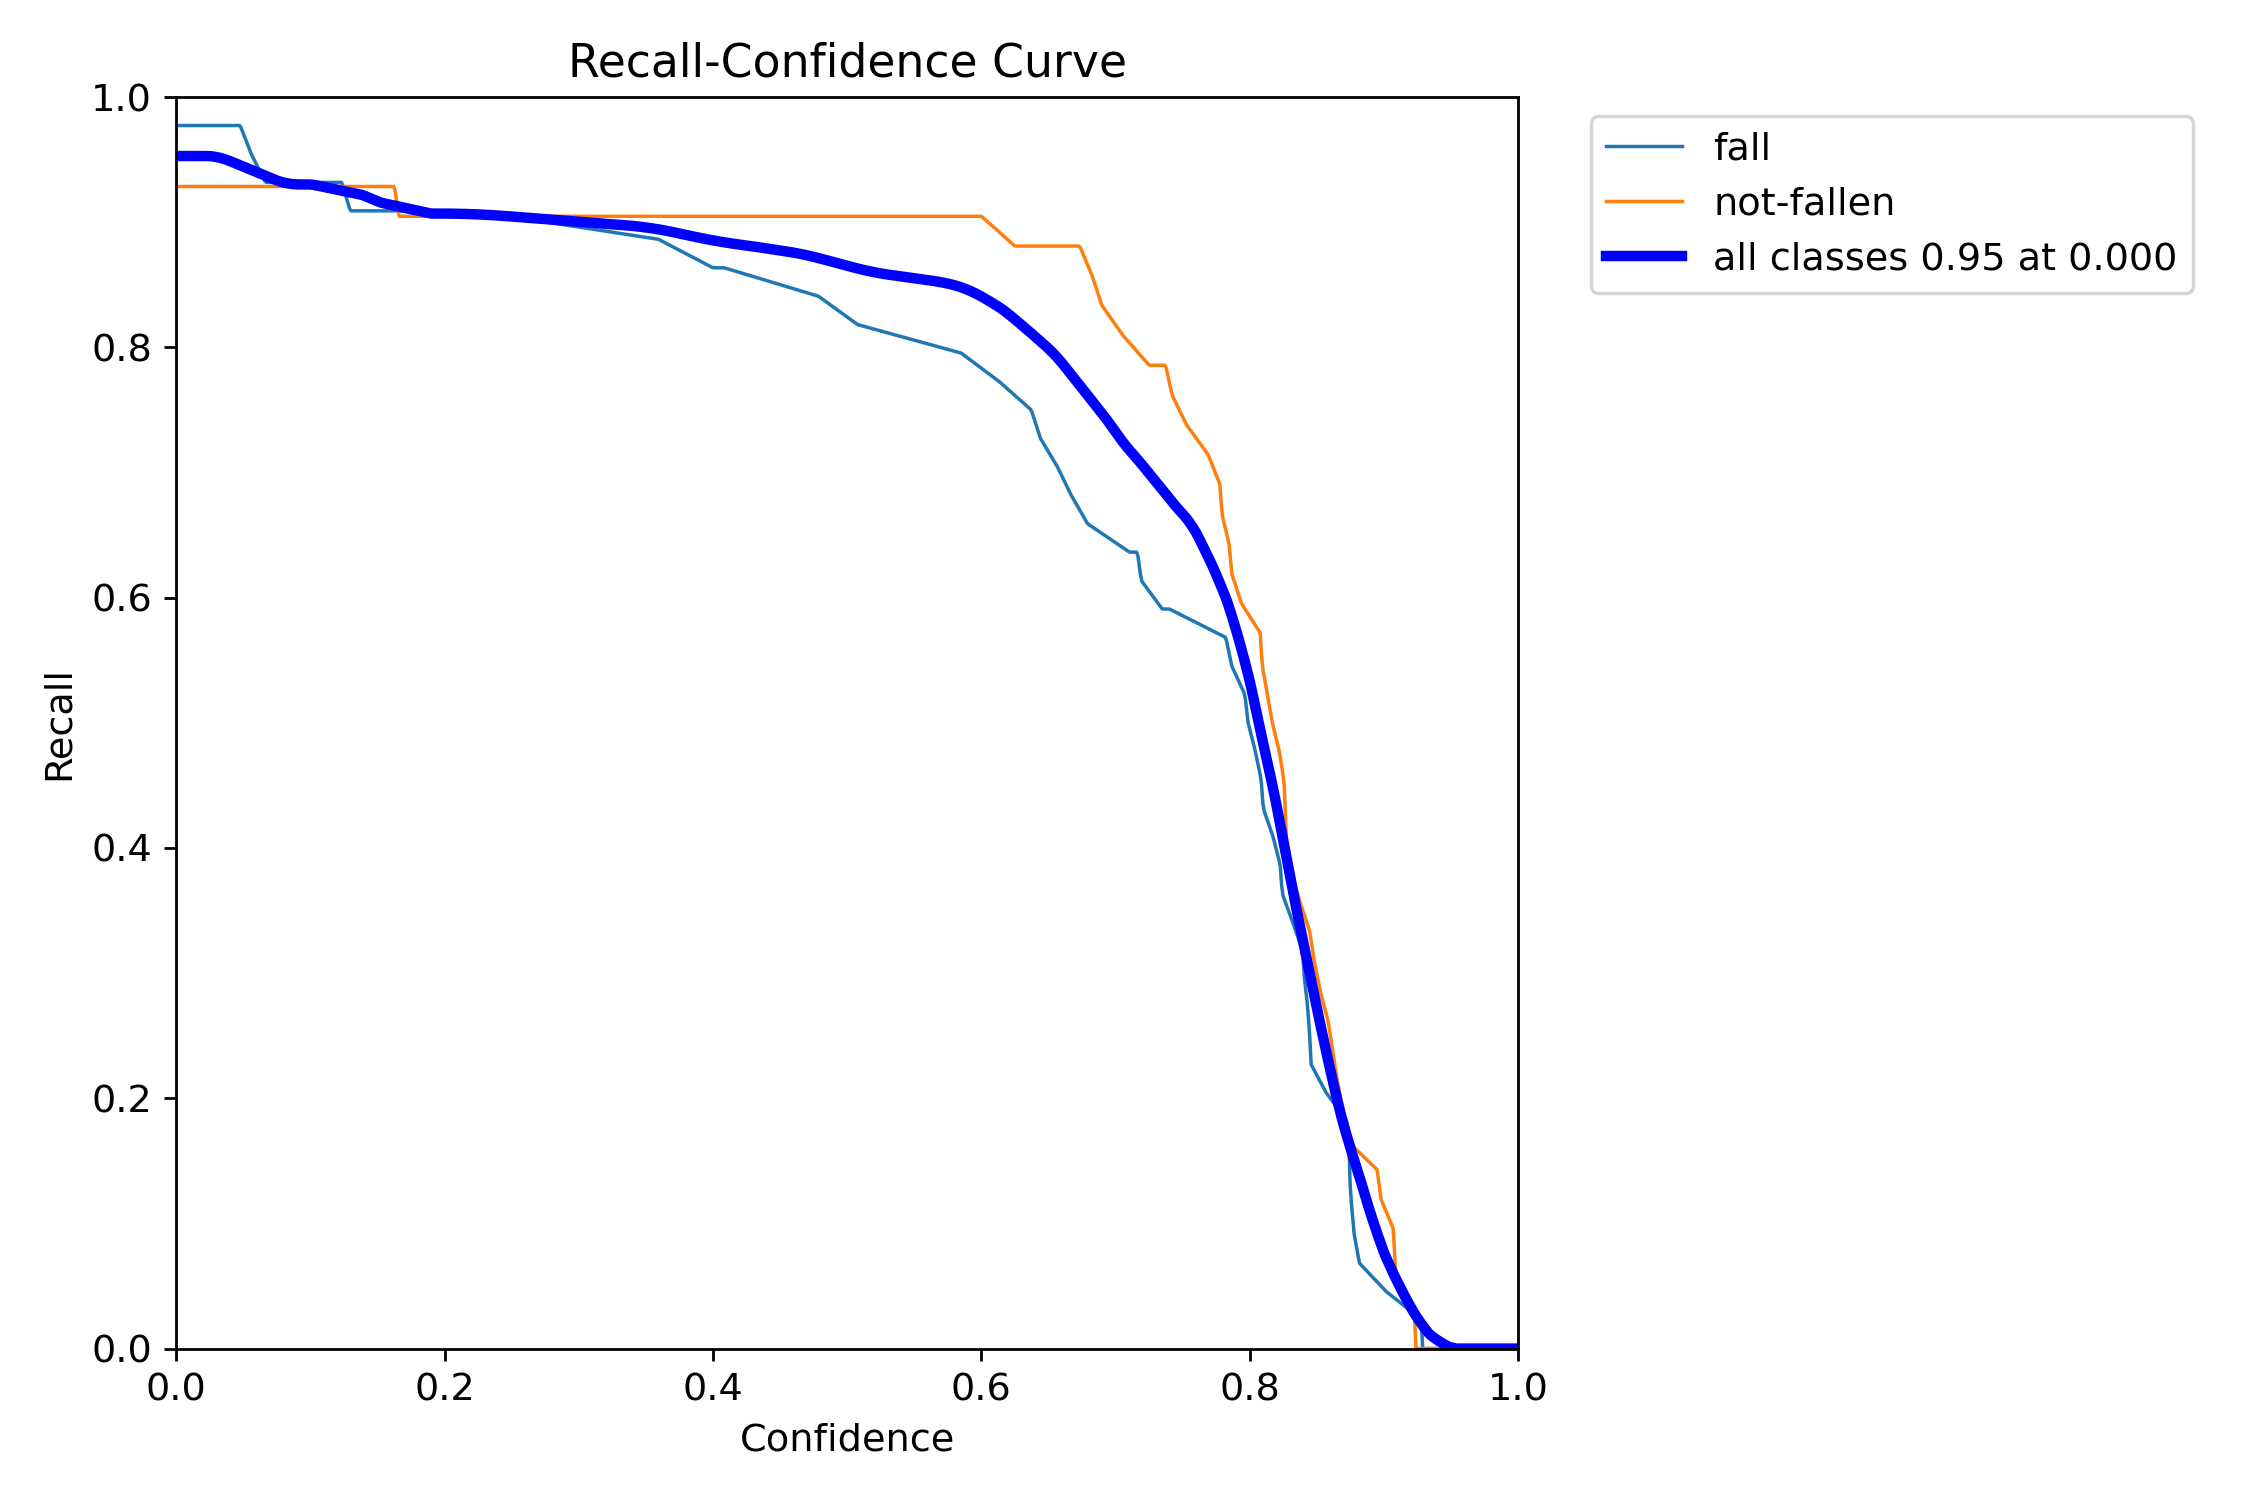 Recall-Confidence Curve
1.0
0.8
0.6
0.4
0.2
0.0
Recall
0.0 0.2 0.4 0.6 0.8 1.0
Confidence
fall
not-fallen
all classes 0.95 at 0.000